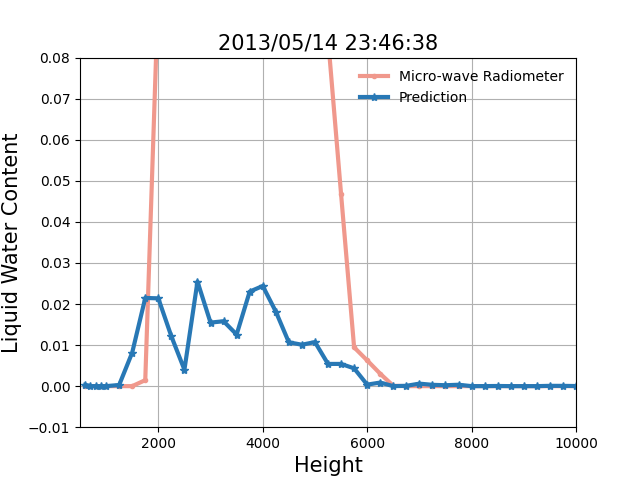 2013/05/14 23:46:38
Micro-wave Radiometer
Prediction
Liquid Water Content
0.08
0.07
0.06
0.05
0.04
0.03
0.02
0.01
0.00
−0.01
2000 4000 6000 8000 10000
Height